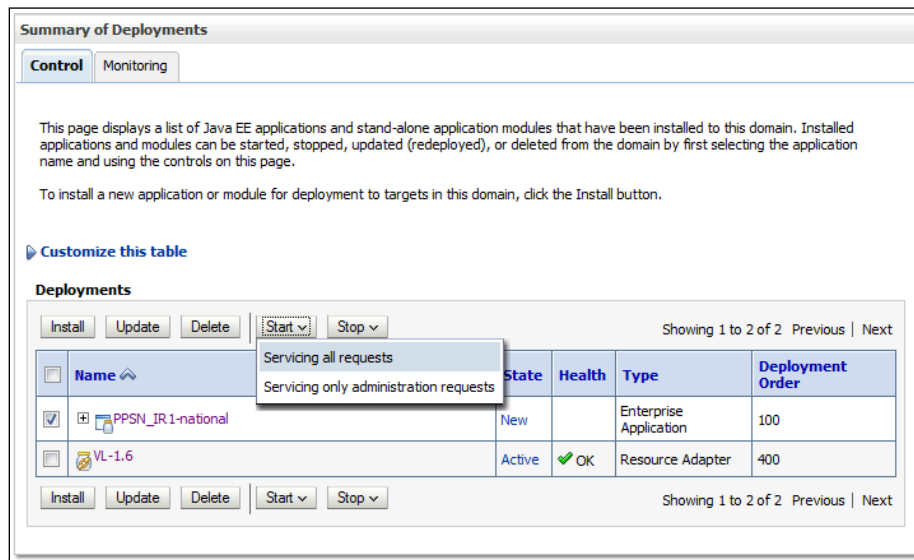 Summary of Deployments
Control Monitoring
This page displays a list of Java EE applications and stand-alone application modules that have been installed to this domain. Installed
applications and modules can be started, stopped, updated (redeployed), or deleted from the domain by first selecting the application
name and using the controls on this page.
To install a new application or module for deployment to targets in this domain, click the Install button.
Customize this table
Deployments
Install Update Delete Start Stop Showing 1 to 2 of 2 Previous | Next
Servicing all requests
Servicing only administration requests
Name State Health Type Deployment
Order
PPSN_IR1-national New Enterprise
Application 100
VL-1.6 Active OK Resource Adapter 400
Install Update Delete Start Stop Showing 1 to 2 of 2 Previous | Next